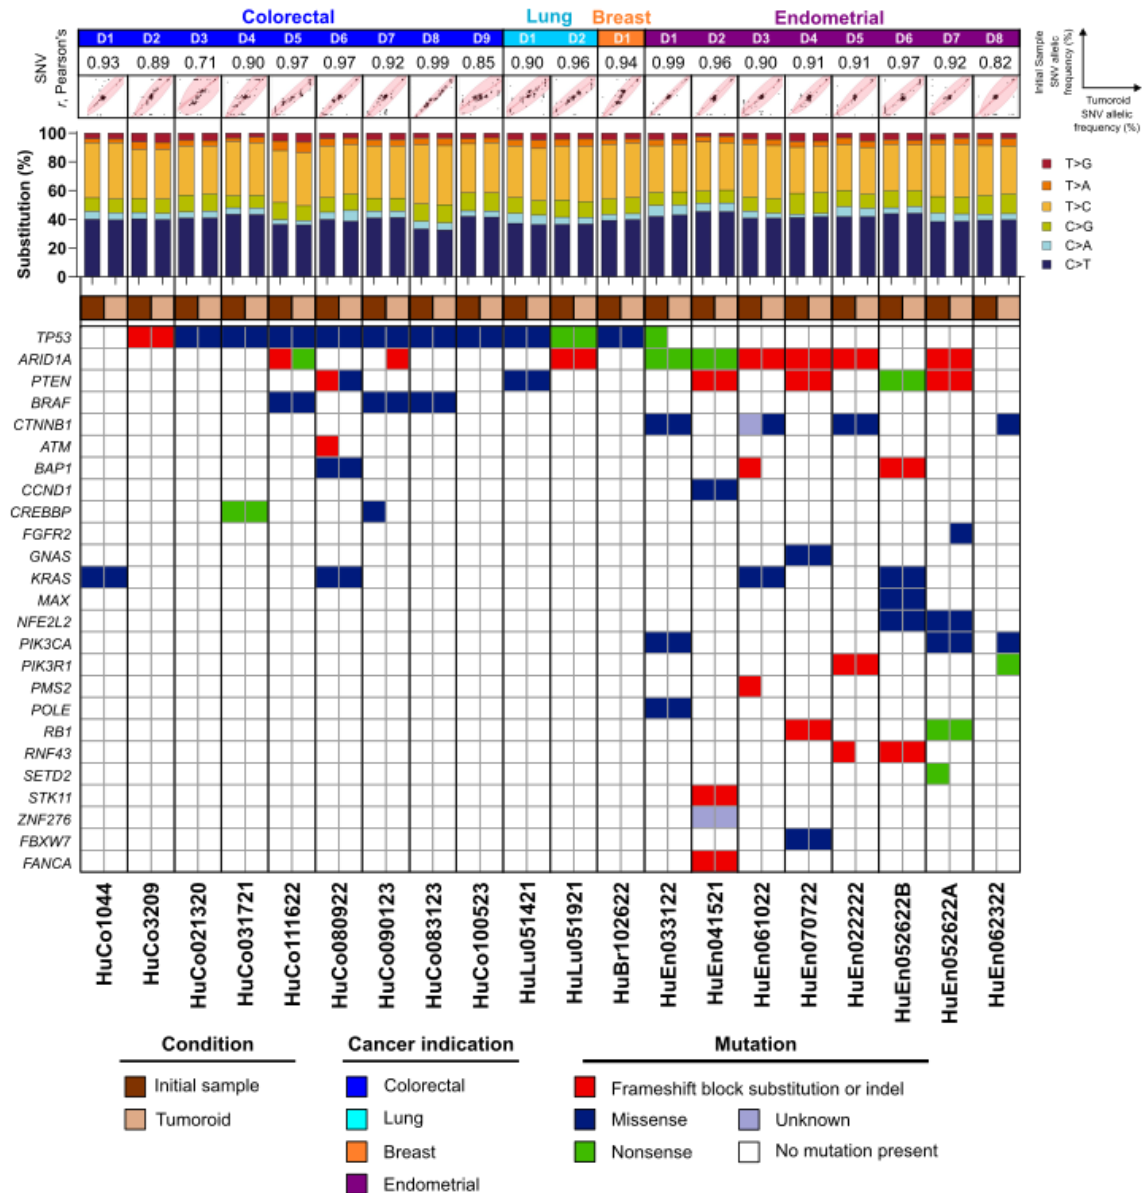 Colorectal Lung Breast Endometrial
D1 D2 D3 D4 D5 D6 D7 D8 D9 D1 D2 D1 D1 D2 D3 D4 D5 D6 D7 D8
SNV
r, Pearson's
0.93 0.89 0.71 0.90 0.97 0.97 0.92 0.99 0.85 0.90 0.96 0.94 0.99 0.96 0.90 0.91 0.91 0.97 0.92 0.82
Initial Sample
SNV allelic
frequency (%)
Tumoroid
SNV allelic
frequency (%)
Substitution (%)
100
80
60
40
20
0
T>G
T>A
T>C
C>G
C>A
C>T
TP53
ARID1A
PTEN
BRAF
CTNNB1
ATM
BAP1
CCND1
CREBBP
FGFR2
GNAS
KRAS
MAX
NFE2L2
PIK3CA
PIK3R1
PMS2
POLE
RB1
RNF43
SETD2
STK11
ZNF276
FBXW7
FANCA
HuCo1044
HuCo3209
HuCo021320
HuCo031721
HuCo111622
HuCo080922
HuCo090123
HuCo083123
HuCo100523
HuLu051421
HuLu051921
HuBr102622
HuEn033122
HuEn041521
HuEn061022
HuEn070722
HuEn022222
HuEn052622B
HuEn052622A
HuEn062322
Condition
Initial sample
Tumoroid
Cancer indication
Colorectal
Lung
Breast
Endometrial
Mutation
Frameshift block substitution or indel
Missense
Unknown
Nonsense
No mutation present